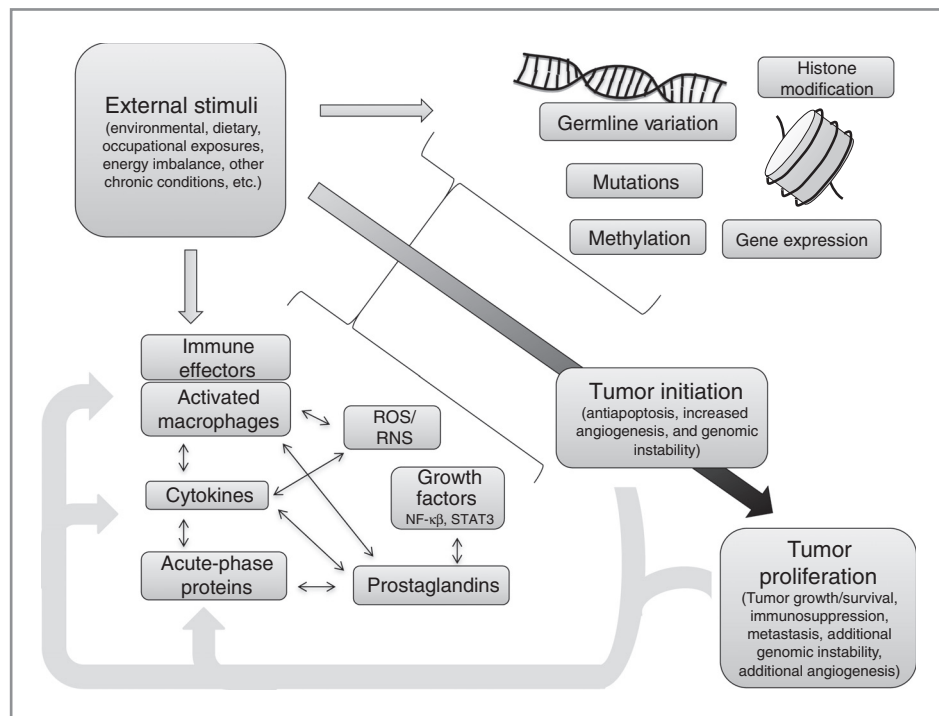 External stimuli
(environmental, dietary,
occupational exposures,
energy imbalance, other
chronic conditions, etc.)
Histone
modification
Germline variation
Mutations
Methylation
Gene expression
Immune
effectors
Activated
macrophages
ROS/
RNS
Cytokines
Growth
factors
NF-κβ, STAT3
Acute-phase
proteins
Prostaglandins
Tumor initiation
(antiapoptosis, increased
angiogenesis, and genomic
instability)
Tumor
proliferation
(Tumor growth/survival,
immunosuppression,
metastasis, additional
genomic instability,
additional angiogenesis)